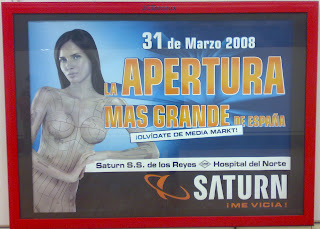 31 de Marzo 2008
LA APERTURA
MAS GRANDE DE ESPAÑA
¡OLVÍDATE DE MEDIA MARKT!
Saturn S.S. de los Reyes Hospital del Norte
SATURN
¡ME VICIA!